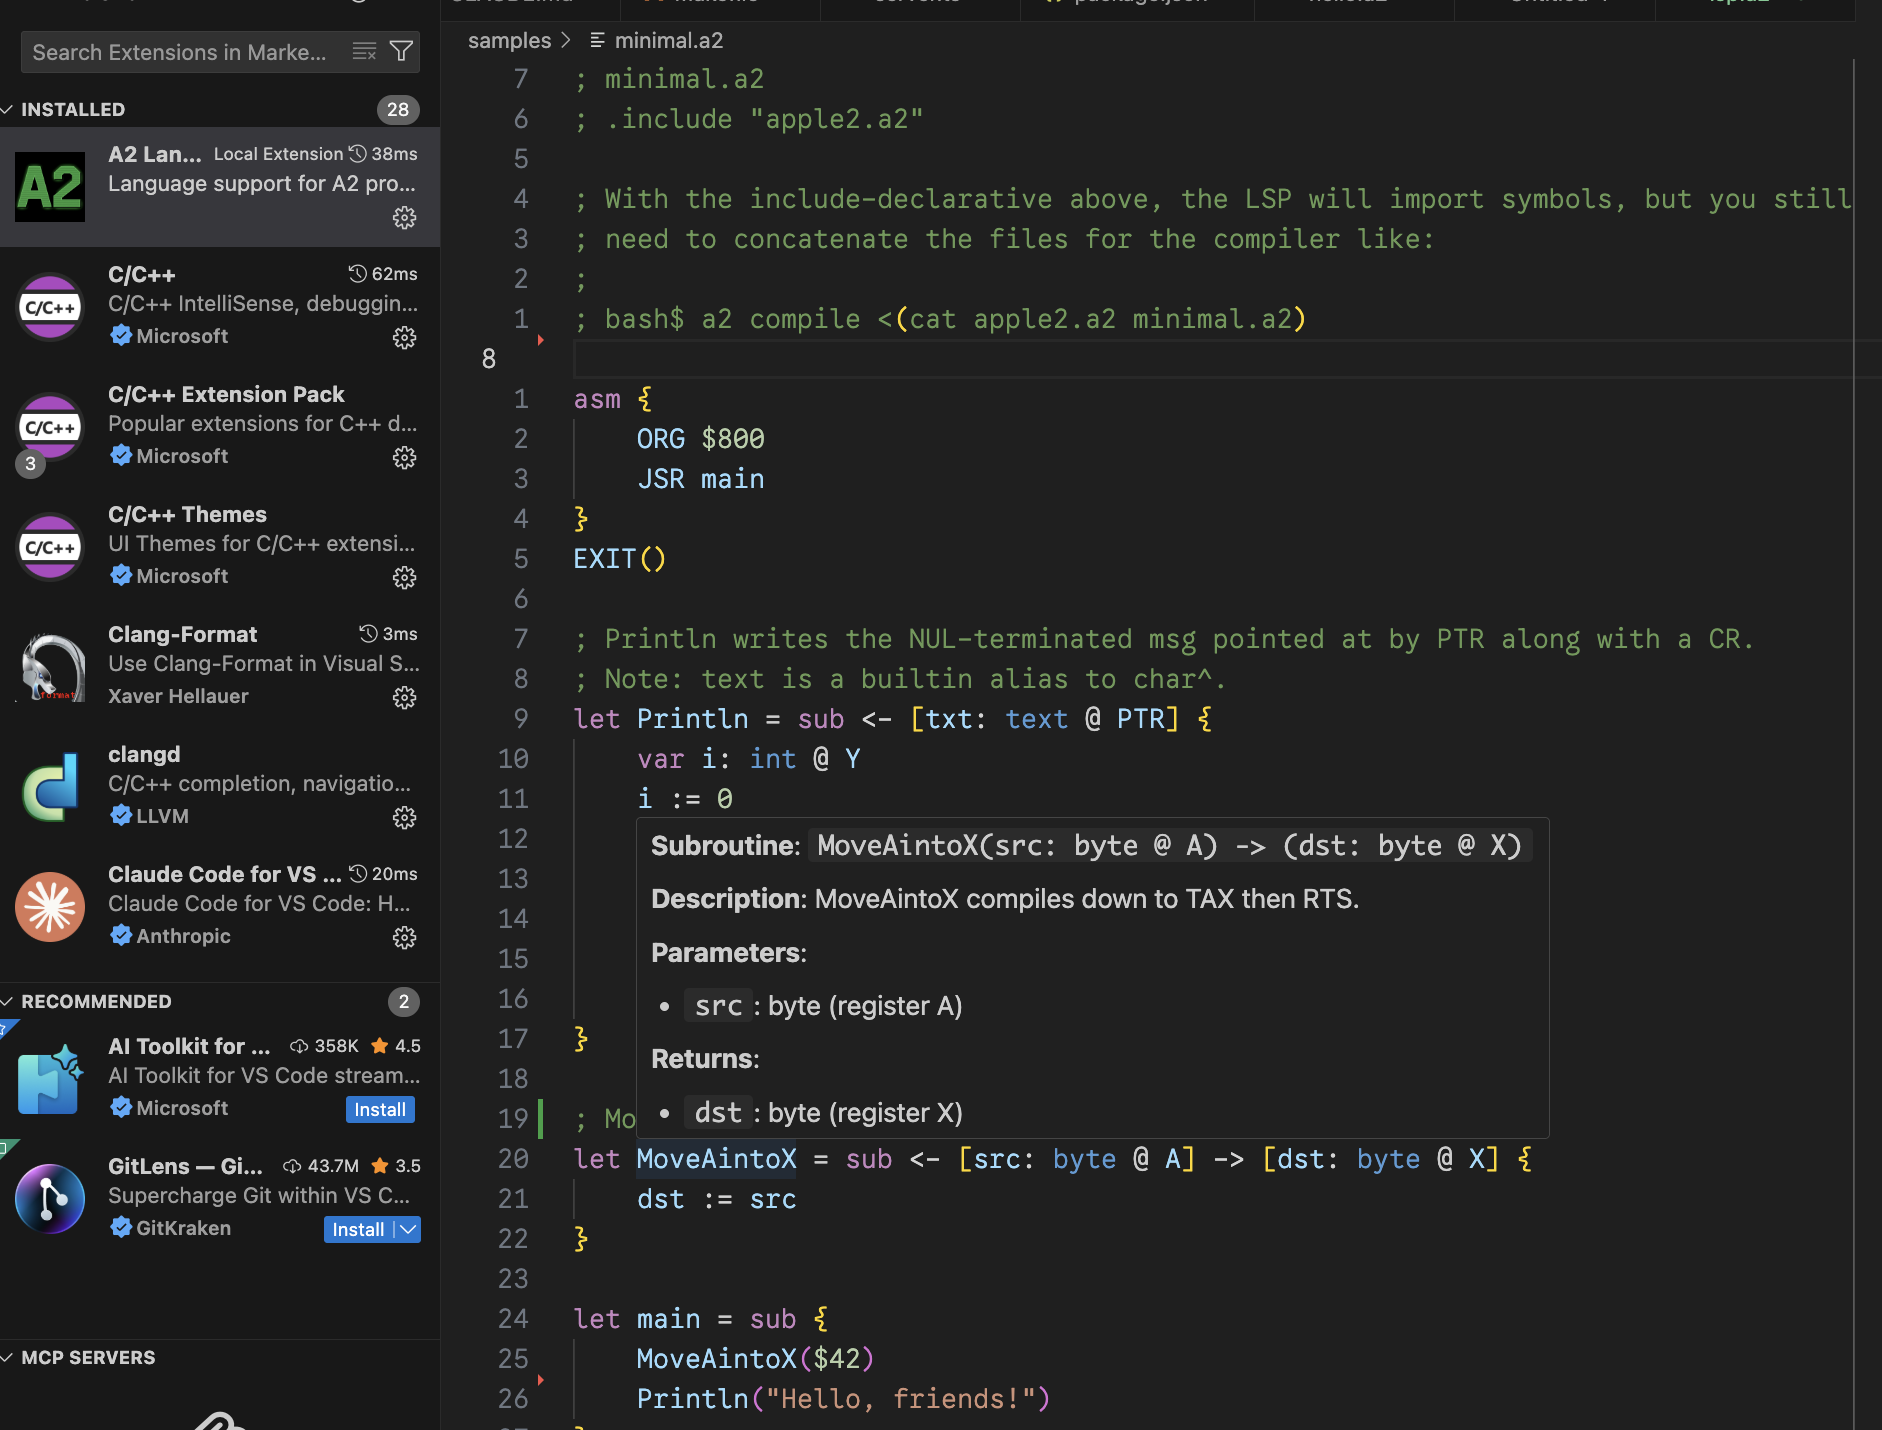 Search Extensions in Marke...
INSTALLED 28
A2 Lan... Local Extension 38ms
Language support for A2 pro...
C/C++ 62ms
C/C++ IntelliSense, debuggin...
Microsoft
C/C++ Extension Pack
Popular extensions for C++ d...
3 Microsoft
C/C++ Themes
UI Themes for C/C++ extensi...
Microsoft
Clang-Format 3ms
Use Clang-Format in Visual S...
Xaver Hellauer
clangd
C/C++ completion, navigatio...
LLVM
Claude Code for VS ... 20ms
Claude Code for VS Code: H...
Anthropic
RECOMMENDED 2
AI Toolkit for ... 358K 4.5
AI Toolkit for VS Code stream...
Microsoft Install
GitLens — Gi... 43.7M 3.5
Supercharge Git within VS C...
GitKraken Install
MCP SERVERS
samples > minimal.a2
7 ; minimal.a2
6 ; .include "apple2.a2"
5
4 ; With the include-declarative above, the LSP will import symbols, but you still
3 ; need to concatenate the files for the compiler like:
2 ;
1 ; bash$ a2 compile <(cat apple2.a2 minimal.a2)
8
1 asm {
2 ORG $800
3 JSR main
4 }
5 EXIT()
6
7 ; Println writes the NUL-terminated msg pointed at by PTR along with a CR.
8 ; Note: text is a builtin alias to char^.
9 let Println = sub <- [txt: text @ PTR] {
10 var i: int @ Y
11 i := 0
12
13
14
15
16
17 }
18
19 ; Mo
Subroutine: MoveAintoX(src: byte @ A) -> (dst: byte @ X)
Description: MoveAintoX compiles down to TAX then RTS.
Parameters:
• src: byte (register A)
Returns:
• dst: byte (register X)
20 let MoveAintoX = sub <- [src: byte @ A] -> [dst: byte @ X] {
21 dst := src
22 }
23
24 let main = sub {
25 MoveAintoX($42)
26 Println("Hello, friends!")